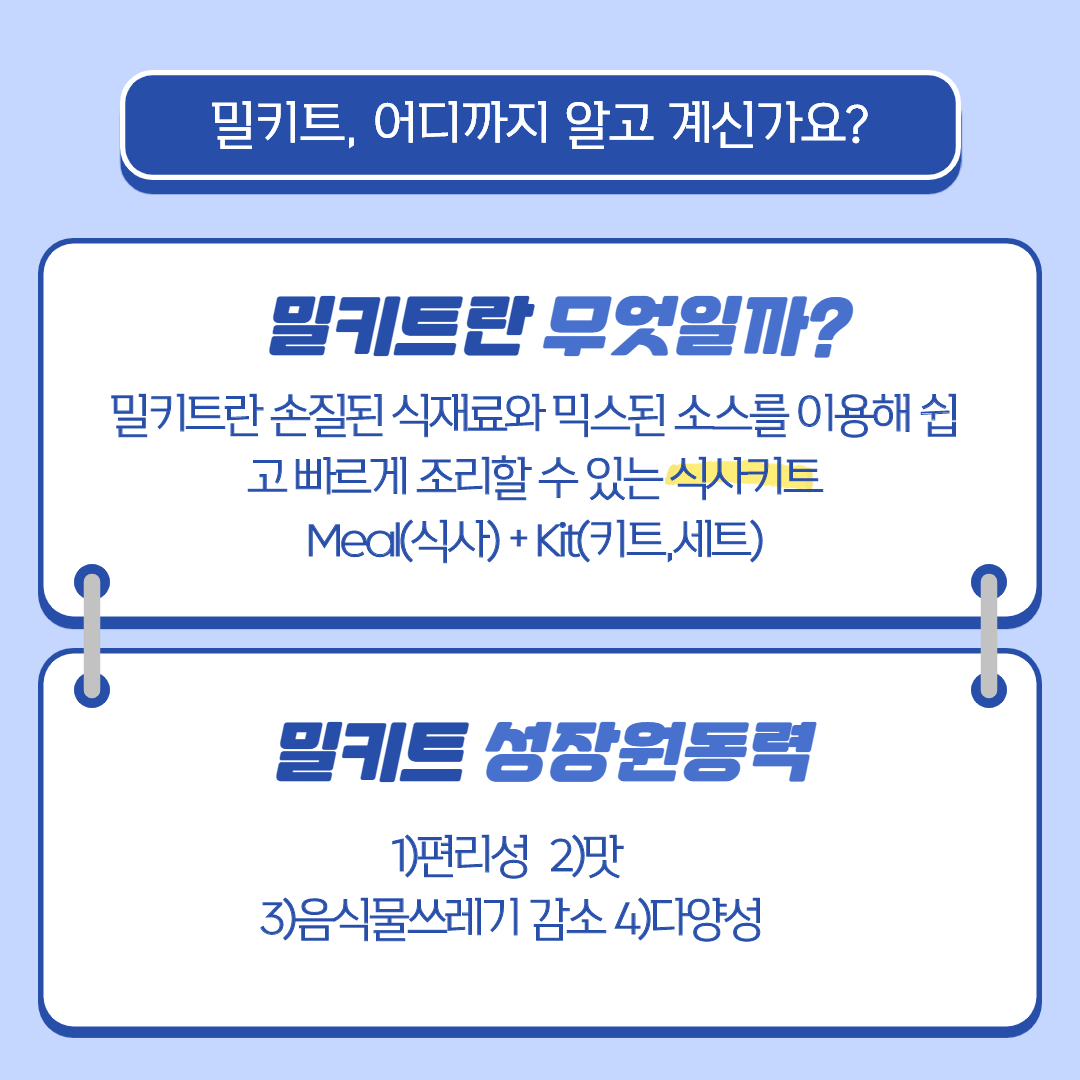 밀키트, 어디까지 알고 계신가요?
밀키트란 무엇일까?
밀키트란 손질된 식재료와 믹스된 소스를 이용해 쉽
고 빠르게 조리할 수 있는 식사키트
Meal(식사) + Kit(키트,세트)
밀키트 성장원동력
1)편리성 2)맛
3)음식물쓰레기 감소 4)다양성